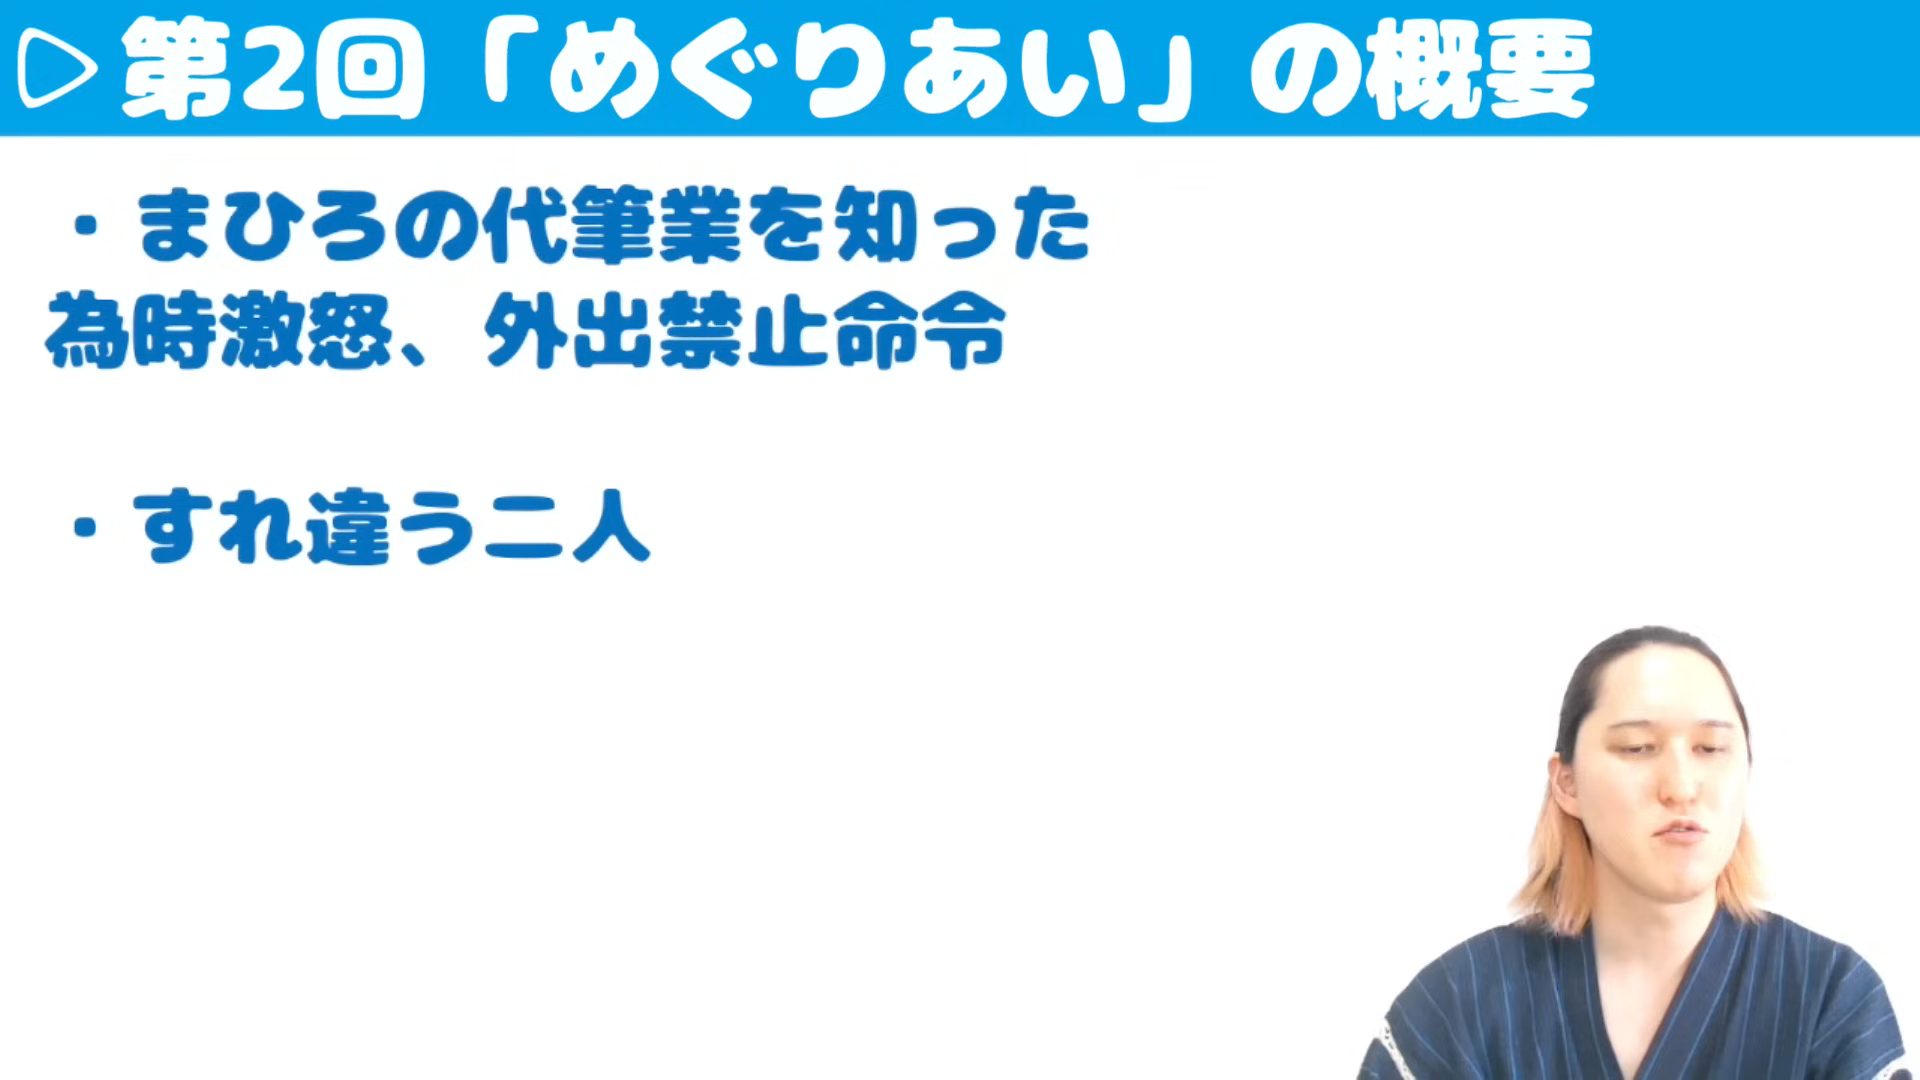 第2回「めぐりあい」の概要
・まひろの代筆業を知った
為時激怒、外出禁止命令
・すれ違う二人